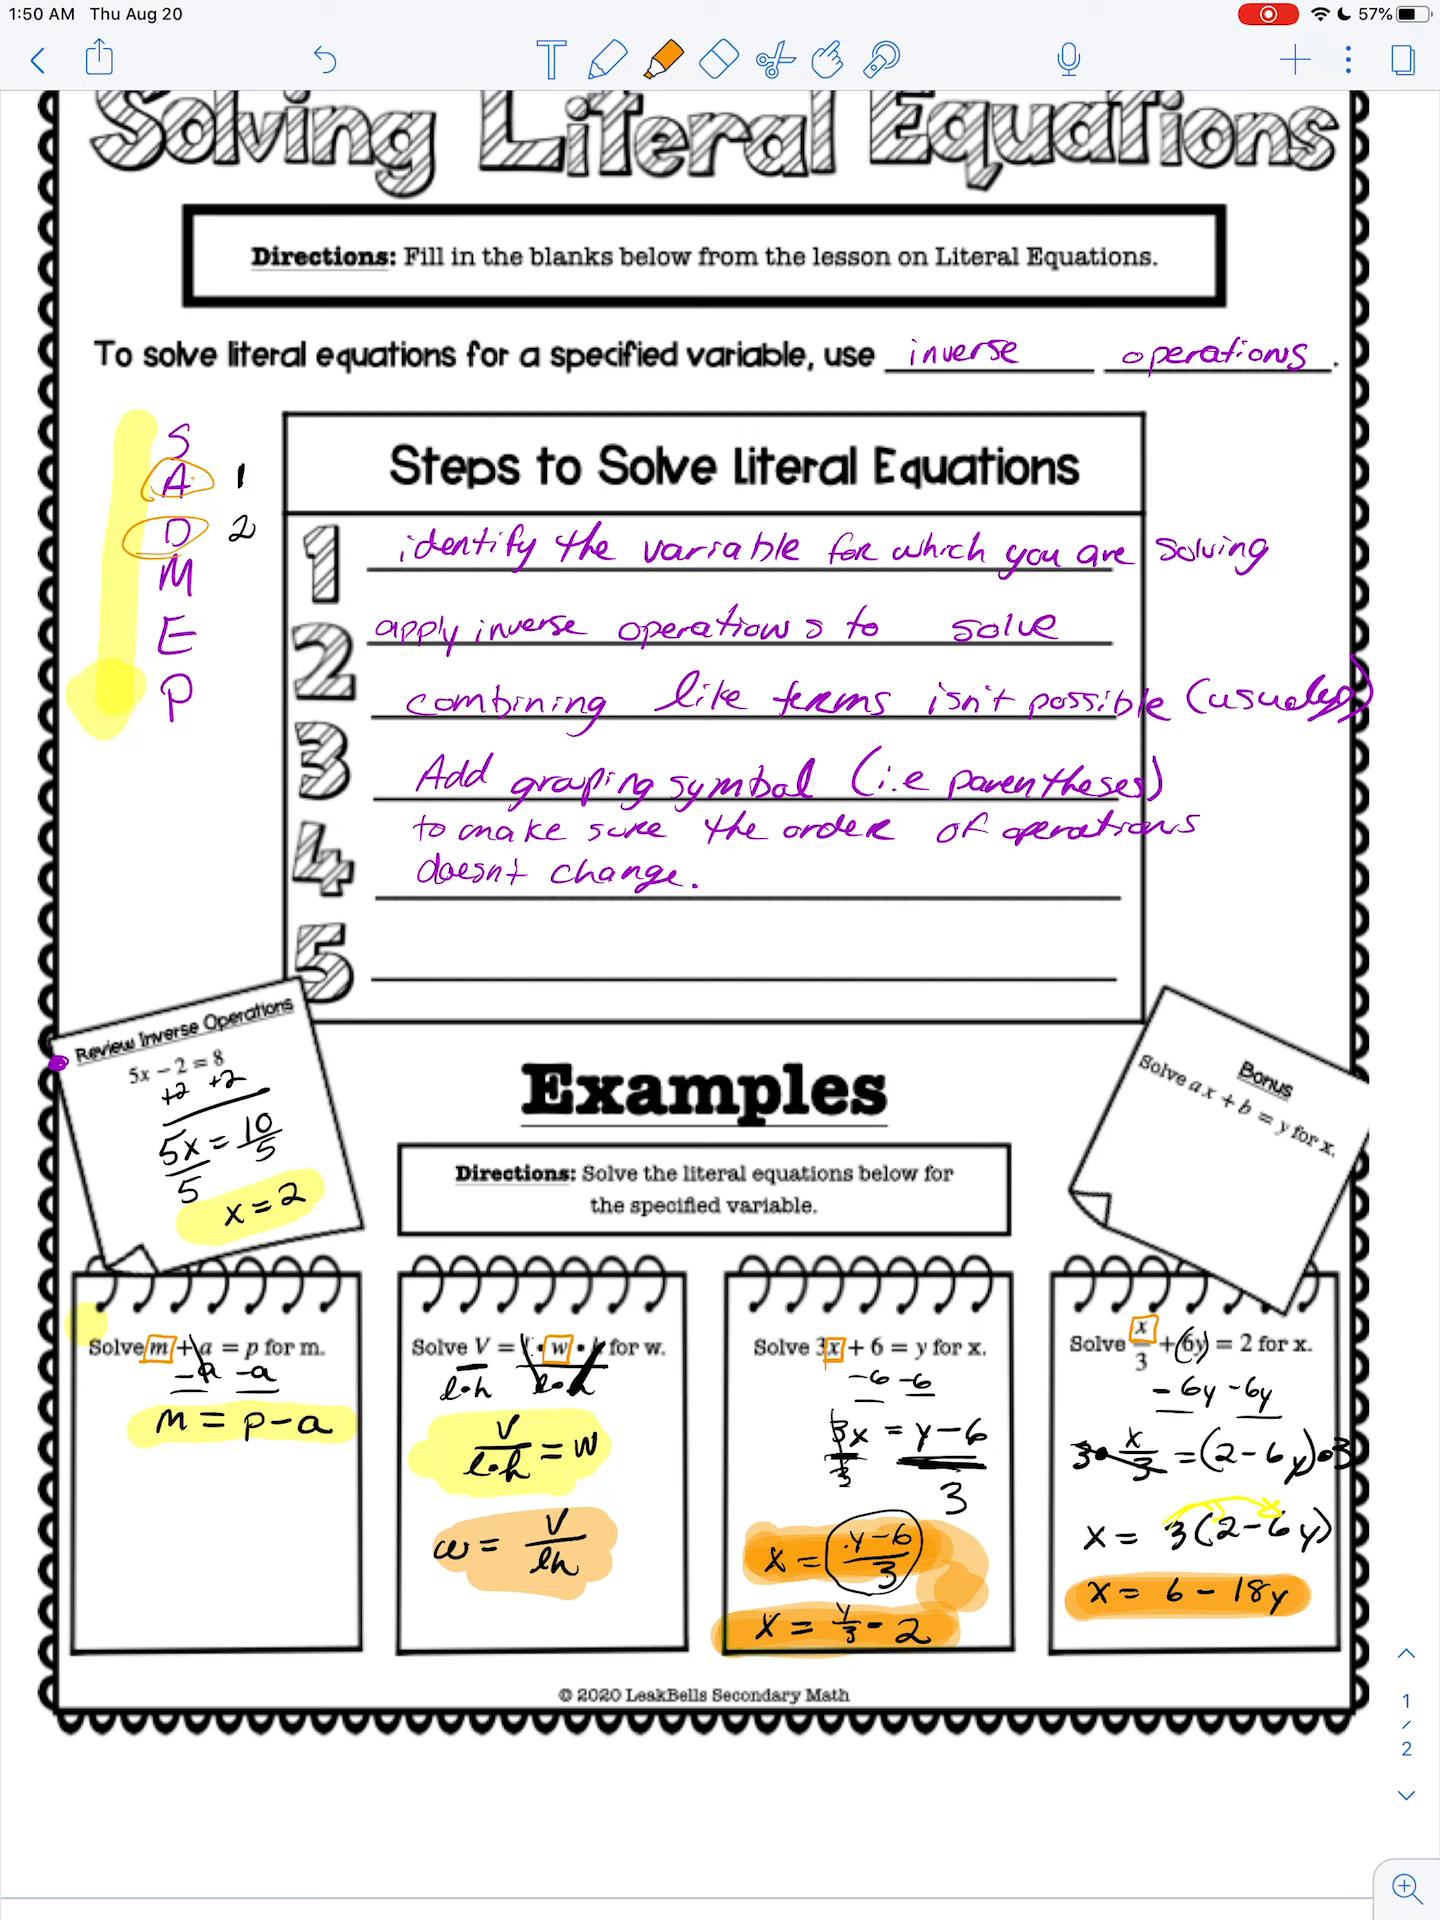 1:50 AM Thu Aug 20
57%
Solving Literal Equations
Directions: Fill in the blanks below from the lesson on Literal Equations.
To solve literal equations for a specified variable, use inverse operations.
S
A 1
D 2
M
E
P
Steps to Solve Literal Equations
1 identify the variable for which you are solving
2 apply inverse operations to solve
3 combining like terms isn't possible (usually)
4 Add grouping symbol (i.e parentheses)
to make sure the order of operations
doesn't change.
5
Review Inverse Operations
5x − 2 = 8
+2 +2
5x = 10
5 5
x = 2
Examples
Directions: Solve the literal equations below for
the specified variable.
Bonus
Solve ax + b = y for x.
Solve m + a = p for m.
-a -a
m = p-a
Solve V = l • w • h for w.
l•h l•h
V/l•h = w
w = V/lh
Solve 3x + 6 = y for x.
-6 -6
3x = y-6
3 3
x = y-6/3
x = y/3 - 2
Solve x/3 + (6y) = 2 for x.
-6y -6y
3• x/3 = (2-6y)•3
x = 3(2-6y)
x = 6 - 18y
© 2020 LeakBells Secondary Math
1
/
2